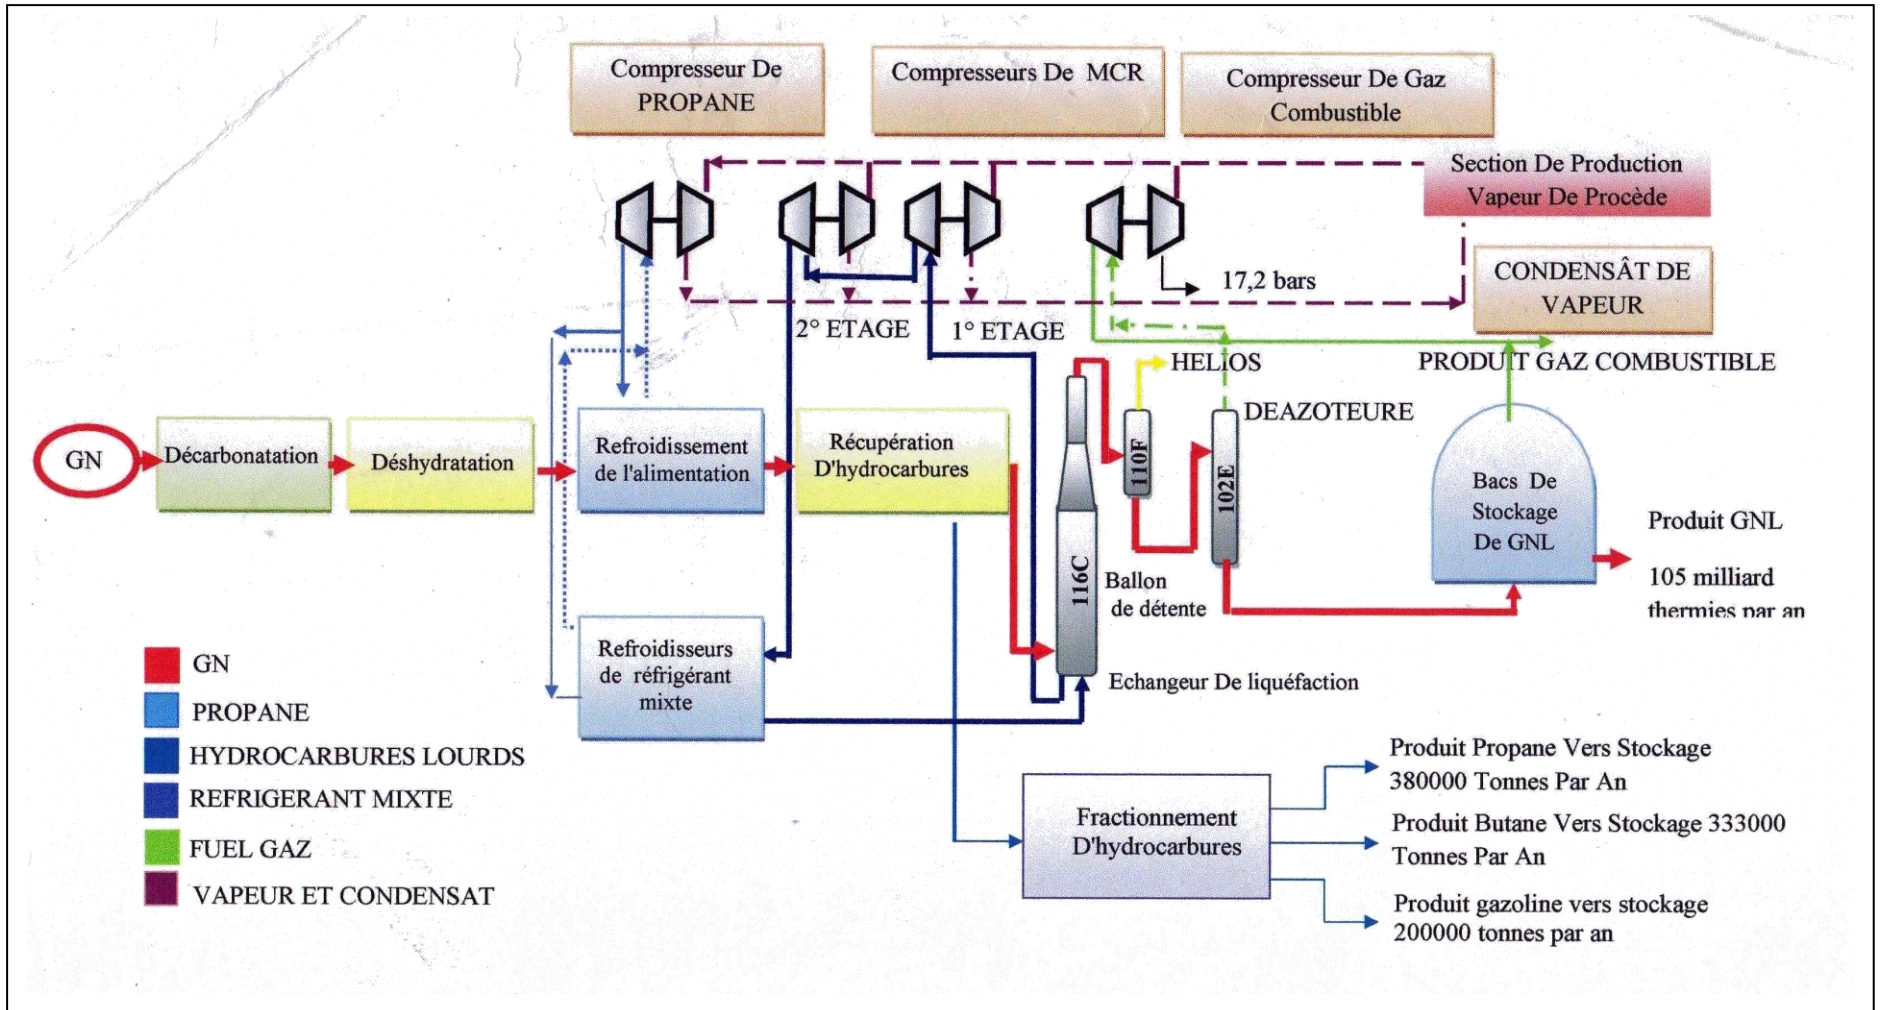 Compresseur De
PROPANE
Compresseurs De MCR
Compresseur De Gaz
Combustible
Section De Production
Vapeur De Procède
CONDENSÂT DE
VAPEUR
17,2 bars
2° ETAGE
1° ETAGE
HELIOS
PRODUIT GAZ COMBUSTIBLE
DEAZOTEURE
GN
Décarbonatation
Déshydratation
Refroidissement
de l'alimentation
Récupération
D'hydrocarbures
110F
102E
116C
Bacs De
Stockage
De GNL
Produit GNL
105 milliard
thermies par an
Ballon
de détente
Echangeur De liquéfaction
Refroidisseurs
de réfrigérant
mixte
GN
PROPANE
HYDROCARBURES LOURDS
REFRIGERANT MIXTE
FUEL GAZ
VAPEUR ET CONDENSAT
Fractionnement
D'hydrocarbures
Produit Propane Vers Stockage
380000 Tonnes Par An
Produit Butane Vers Stockage 333000
Tonnes Par An
Produit gazoline vers stockage
200000 tonnes par an